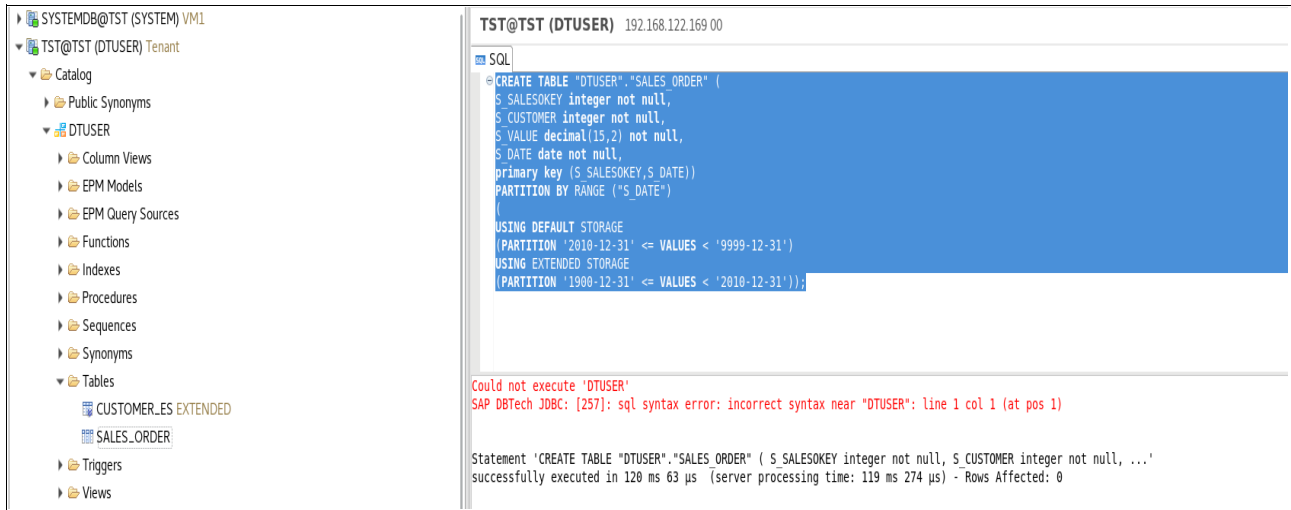 SYSTEMDB@TST (SYSTEM) VM1
TST@TST (DTUSER) Tenant
Catalog
Public Synonyms
DTUSER
Column Views
EPM Models
EPM Query Sources
Functions
Indexes
Procedures
Sequences
Synonyms
Tables
CUSTOMER_ES EXTENDED
SALES_ORDER
Triggers
Views
TST@TST (DTUSER) 192.168.122.169 00
SQL
CREATE TABLE "DTUSER"."SALES_ORDER" (
S_SALESOKEY integer not null,
S_CUSTOMER integer not null,
S_VALUE decimal(15,2) not null,
S_DATE date not null,
primary key (S_SALESOKEY,S_DATE))
PARTITION BY RANGE ("S_DATE")
(
USING DEFAULT STORAGE
(PARTITION '2010-12-31' <= VALUES < '9999-12-31')
USING EXTENDED STORAGE
(PARTITION '1900-12-31' <= VALUES < '2010-12-31'));
Could not execute 'DTUSER'
SAP DBTech JDBC: [257]: sql syntax error: incorrect syntax near "DTUSER": line 1 col 1 (at pos 1)
Statement 'CREATE TABLE "DTUSER"."SALES_ORDER" ( S_SALESOKEY integer not null, S_CUSTOMER integer not null, ...'
successfully executed in 120 ms 63 µs (server processing time: 119 ms 274 µs) - Rows Affected: 0